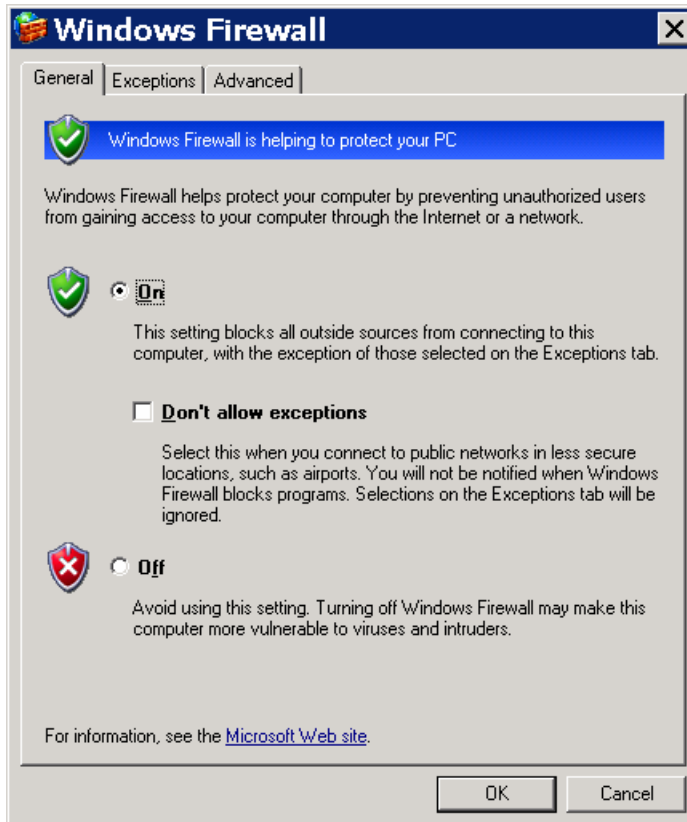 Windows Firewall
General
Exceptions
Advanced
Windows Firewall is helping to protect your PC
Windows Firewall helps protect your computer by preventing unauthorized users
from gaining access to your computer through the Internet or a network.
On
This setting blocks all outside sources from connecting to this
computer, with the exception of those selected on the Exceptions tab.
Don't allow exceptions
Select this when you connect to public networks in less secure
locations, such as airports. You will not be notified when Windows
Firewall blocks programs. Selections on the Exceptions tab will be
ignored.
Off
Avoid using this setting. Turning off Windows Firewall may make this
computer more vulnerable to viruses and intruders.
For information, see the Microsoft Web site.
OK
Cancel